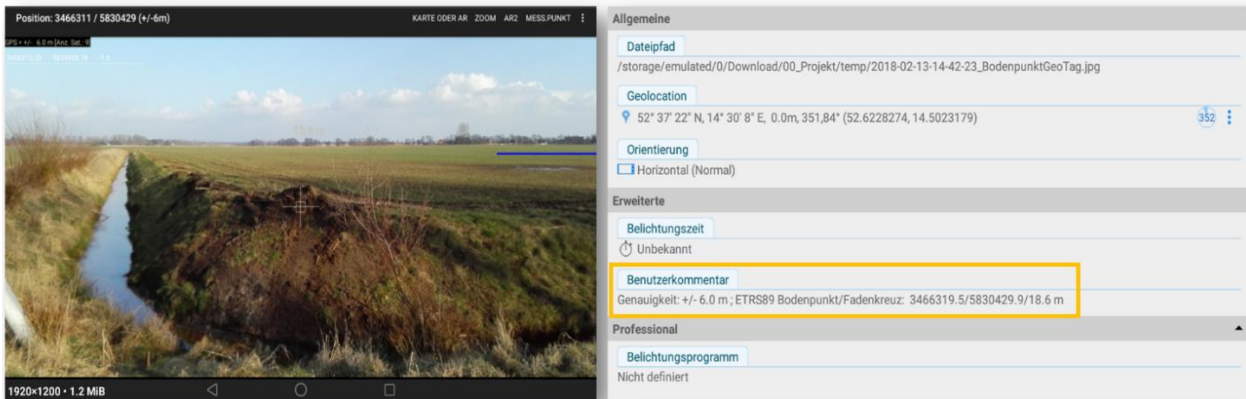 Position: 3466311 / 5830429 (+/-6m)
KARTE ODER AR ZOOM AR2 MESS.PUNKT
1920×1200 • 1.2 MiB
Allgemeine
Dateipfad
/storage/emulated/0/Download/00_Projekt/temp/2018-02-13-14-42-23_BodenpunktGeoTag.jpg
Geolocation
52° 37' 22" N, 14° 30' 8" E, 0.0m, 351,84° (52.6228274, 14.5023179)
352
Orientierung
Horizontal (Normal)
Erweiterte
Belichtungszeit
Unbekannt
Benutzerkommentar
Genauigkeit: +/- 6.0 m ; ETRS89 Bodenpunkt/Fadenkreuz: 3466319.5/5830429.9/18.6 m
Professional
Belichtungsprogramm
Nicht definiert